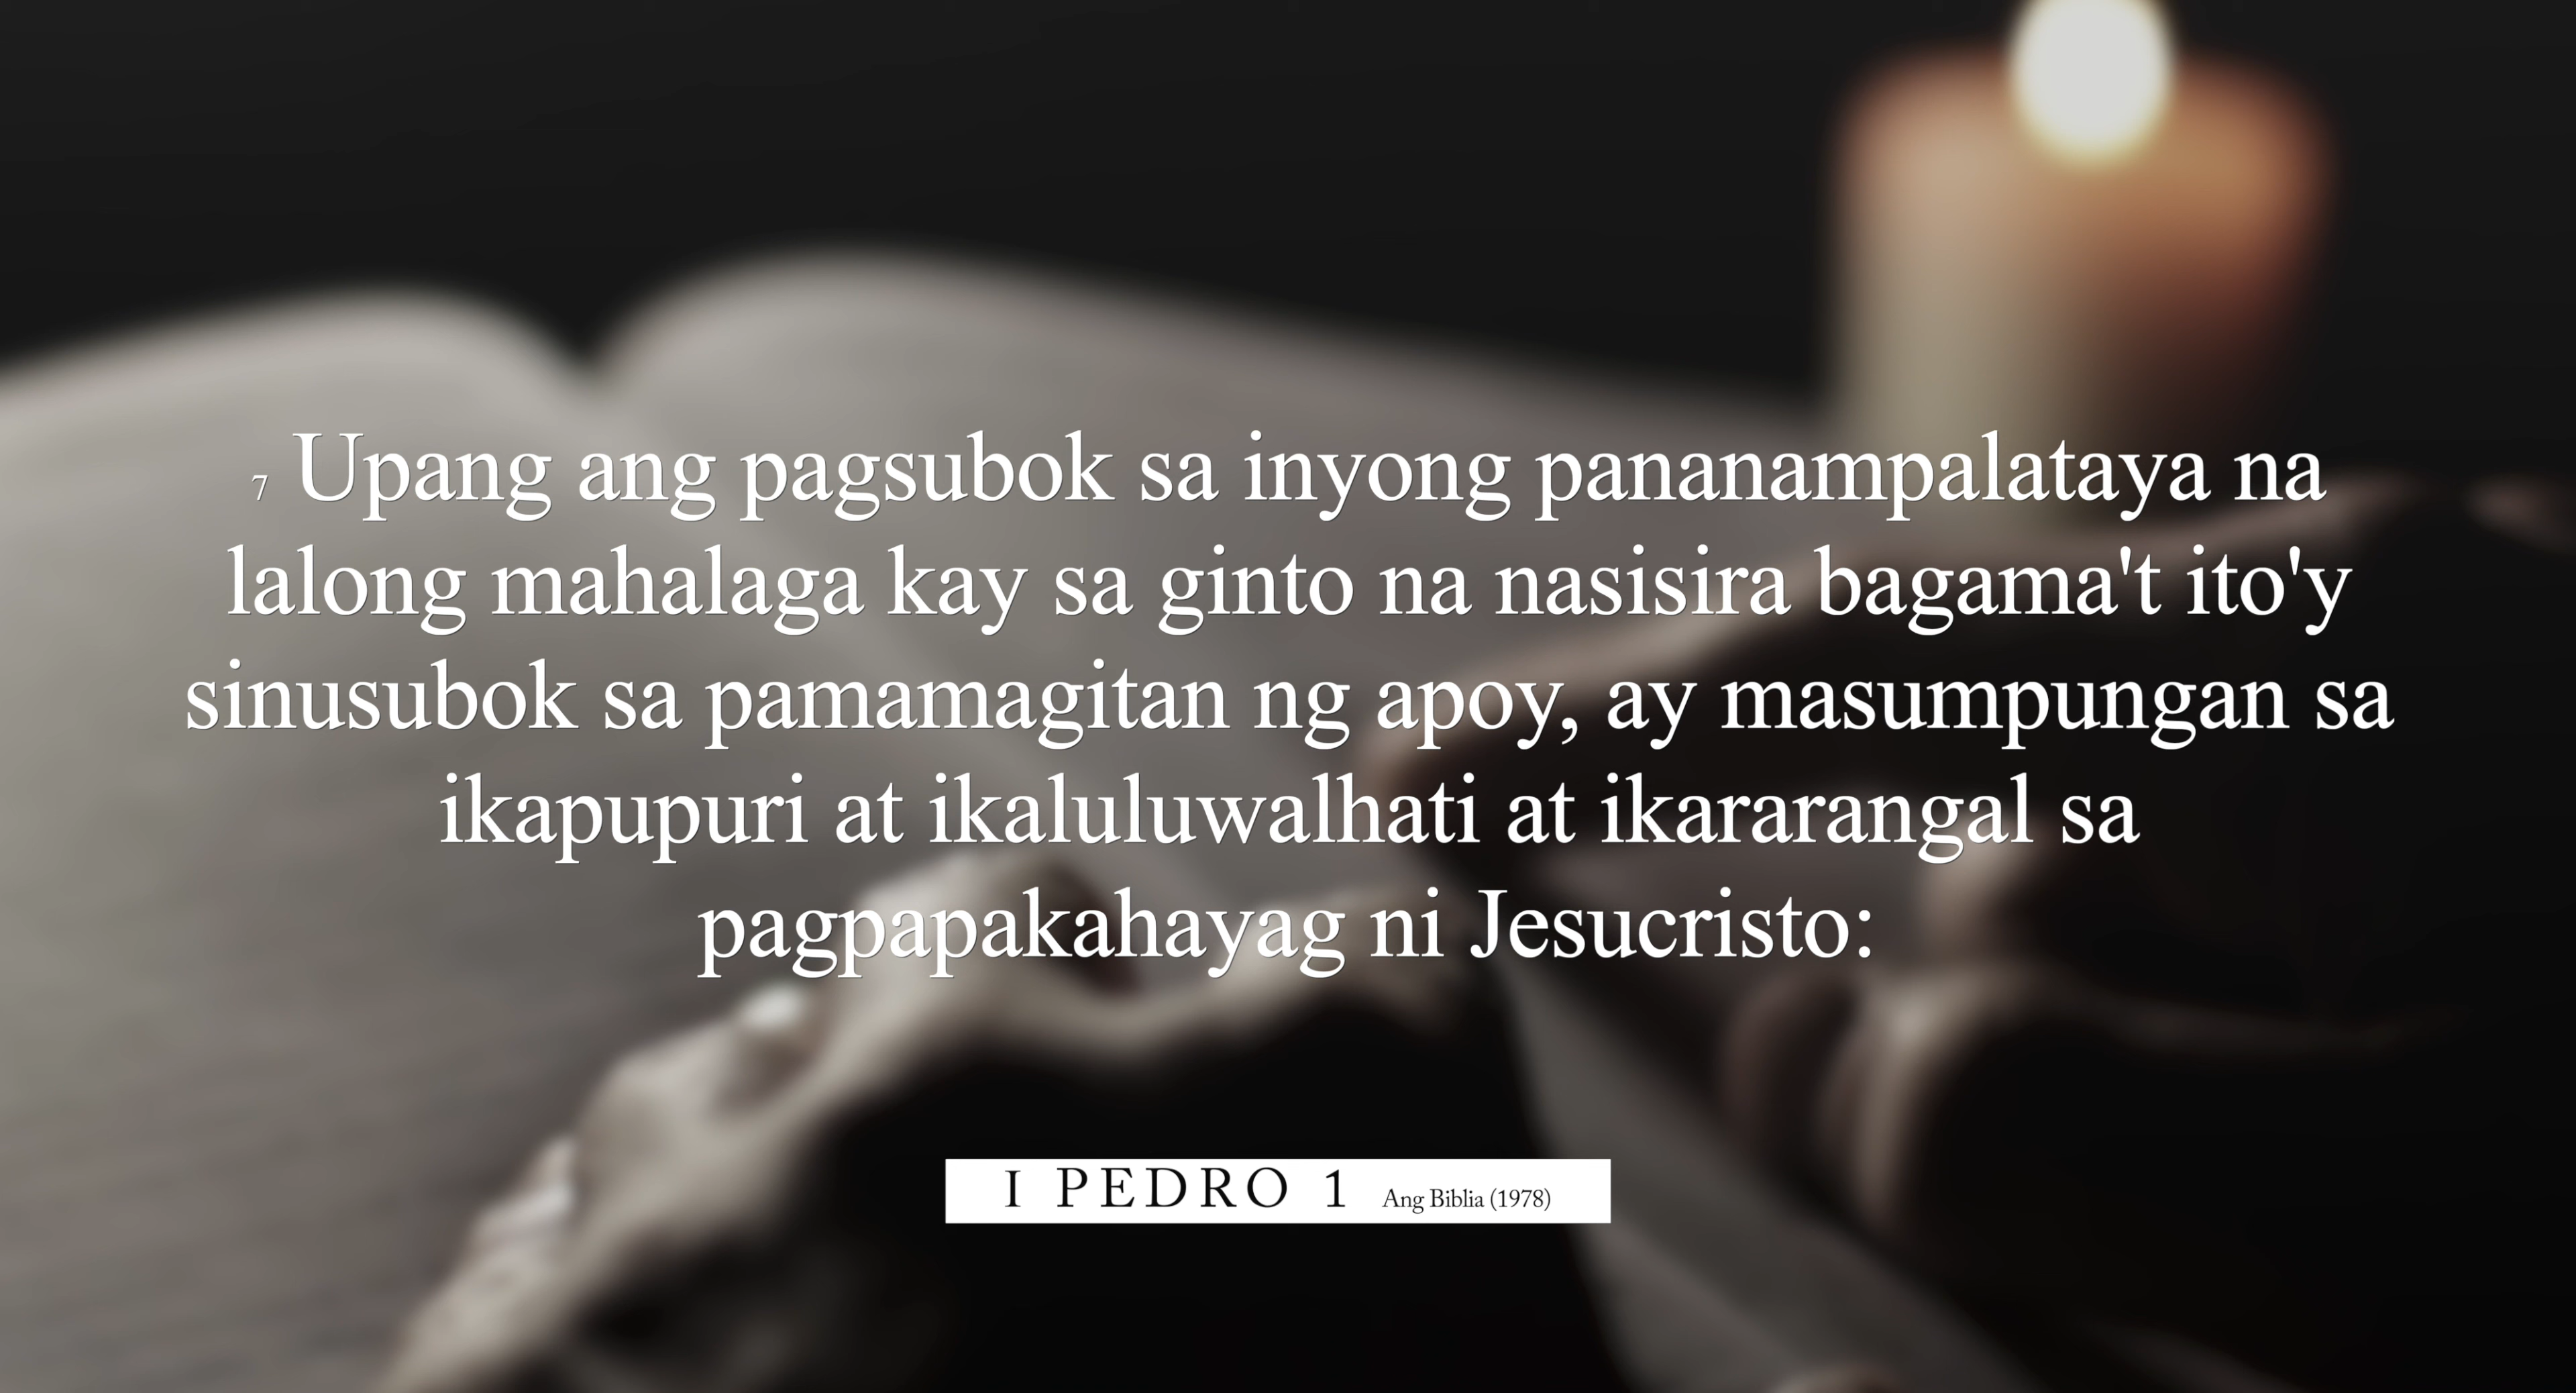 7 Upang ang pagsubok sa inyong pananampalataya na
lalong mahalaga kay sa ginto na nasisira bagama't ito'y
sinusubok sa pamamagitan ng apoy, ay masumpungan sa
ikapupuri at ikaluluwalhati at ikararangal sa
pagpapakahayag ni Jesucristo:
I PEDRO 1 Ang Biblia (1978)